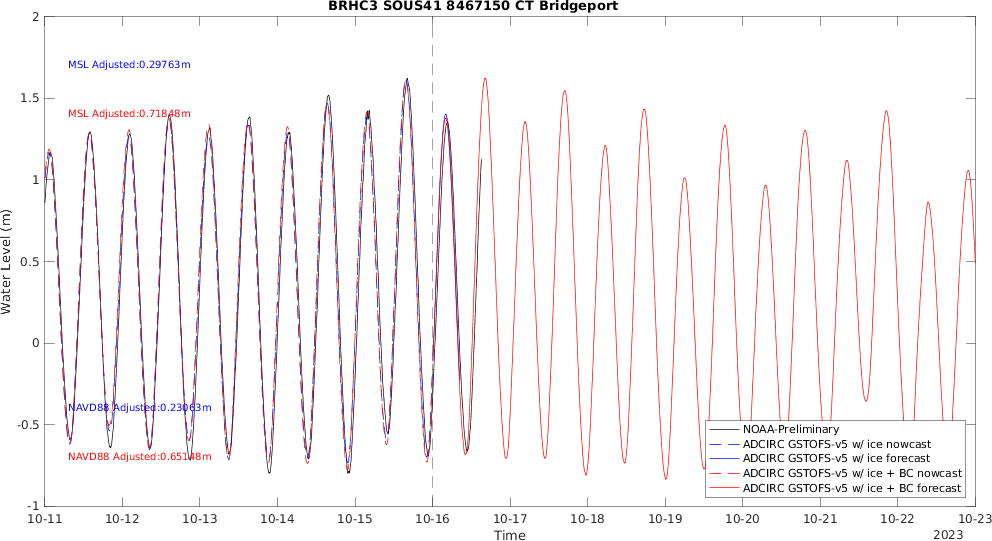 BRHC3 SOUS41 8467150 CT Bridgeport
2
1.5
1
0.5
0
-0.5
-1
Water Level (m)
MSL Adjusted:0.29763m
MSL Adjusted:0.71848m
NAVD88 Adjusted:0.23063m
NAVD88 Adjusted:0.65148m
NOAA-Preliminary
ADCIRC GSTOFS-v5 w/ ice nowcast
ADCIRC GSTOFS-v5 w/ ice forecast
ADCIRC GSTOFS-v5 w/ ice + BC nowcast
ADCIRC GSTOFS-v5 w/ ice + BC forecast
10-11 10-12 10-13 10-14 10-15 10-16 10-17 10-18 10-19 10-20 10-21 10-22 10-23
Time
2023